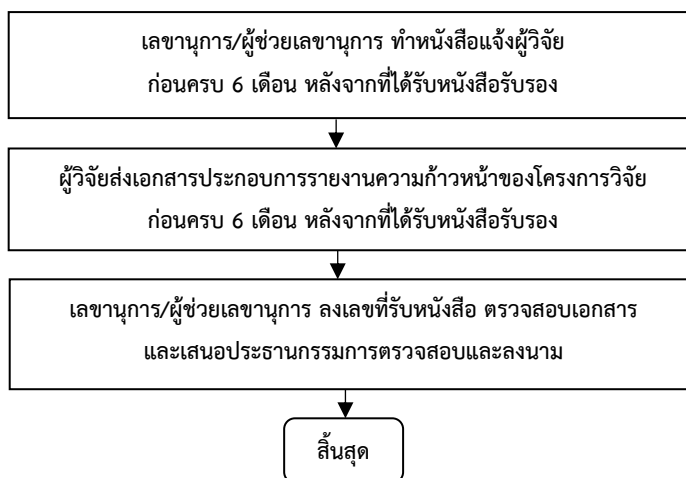 เลขานุการ/ผู้ช่วยเลขานุการ ทำหนังสือแจ้งผู้วิจัย
ก่อนครบ 6 เดือน หลังจากที่ได้รับหนังสือรับรอง
ผู้วิจัยส่งเอกสารประกอบการรายงานความก้าวหน้าของโครงการวิจัย
ก่อนครบ 6 เดือน หลังจากที่ได้รับหนังสือรับรอง
เลขานุการ/ผู้ช่วยเลขานุการ ลงเลขที่รับหนังสือ ตรวจสอบเอกสาร
และเสนอประธานกรรมการตรวจสอบและลงนาม
สิ้นสุด